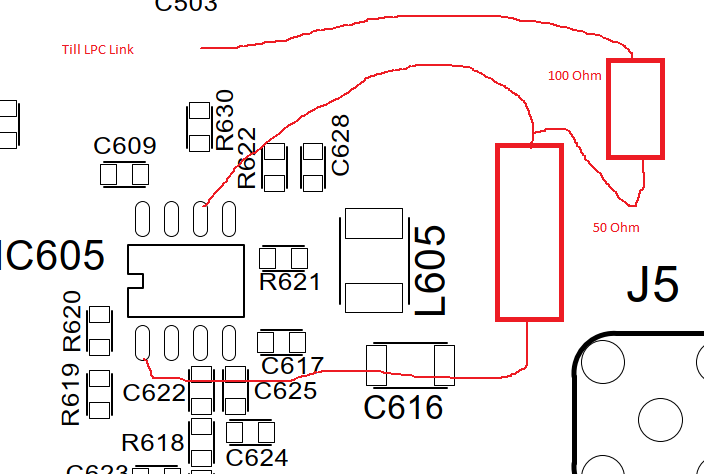 C503
Till LPC Link
100 Ohm
R630
C609
R622
C628
50 Ohm
IC605
R621
L605
J5
R620
C617
R619
C622
C625
C616
R618
C624
C623